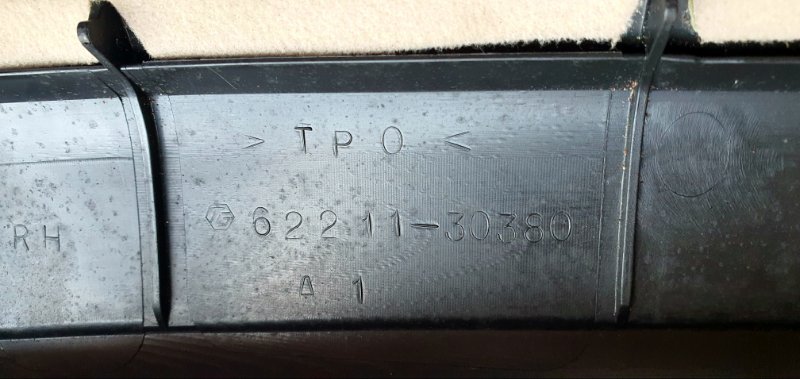 > TPO <
RH
62211-30380
A 1